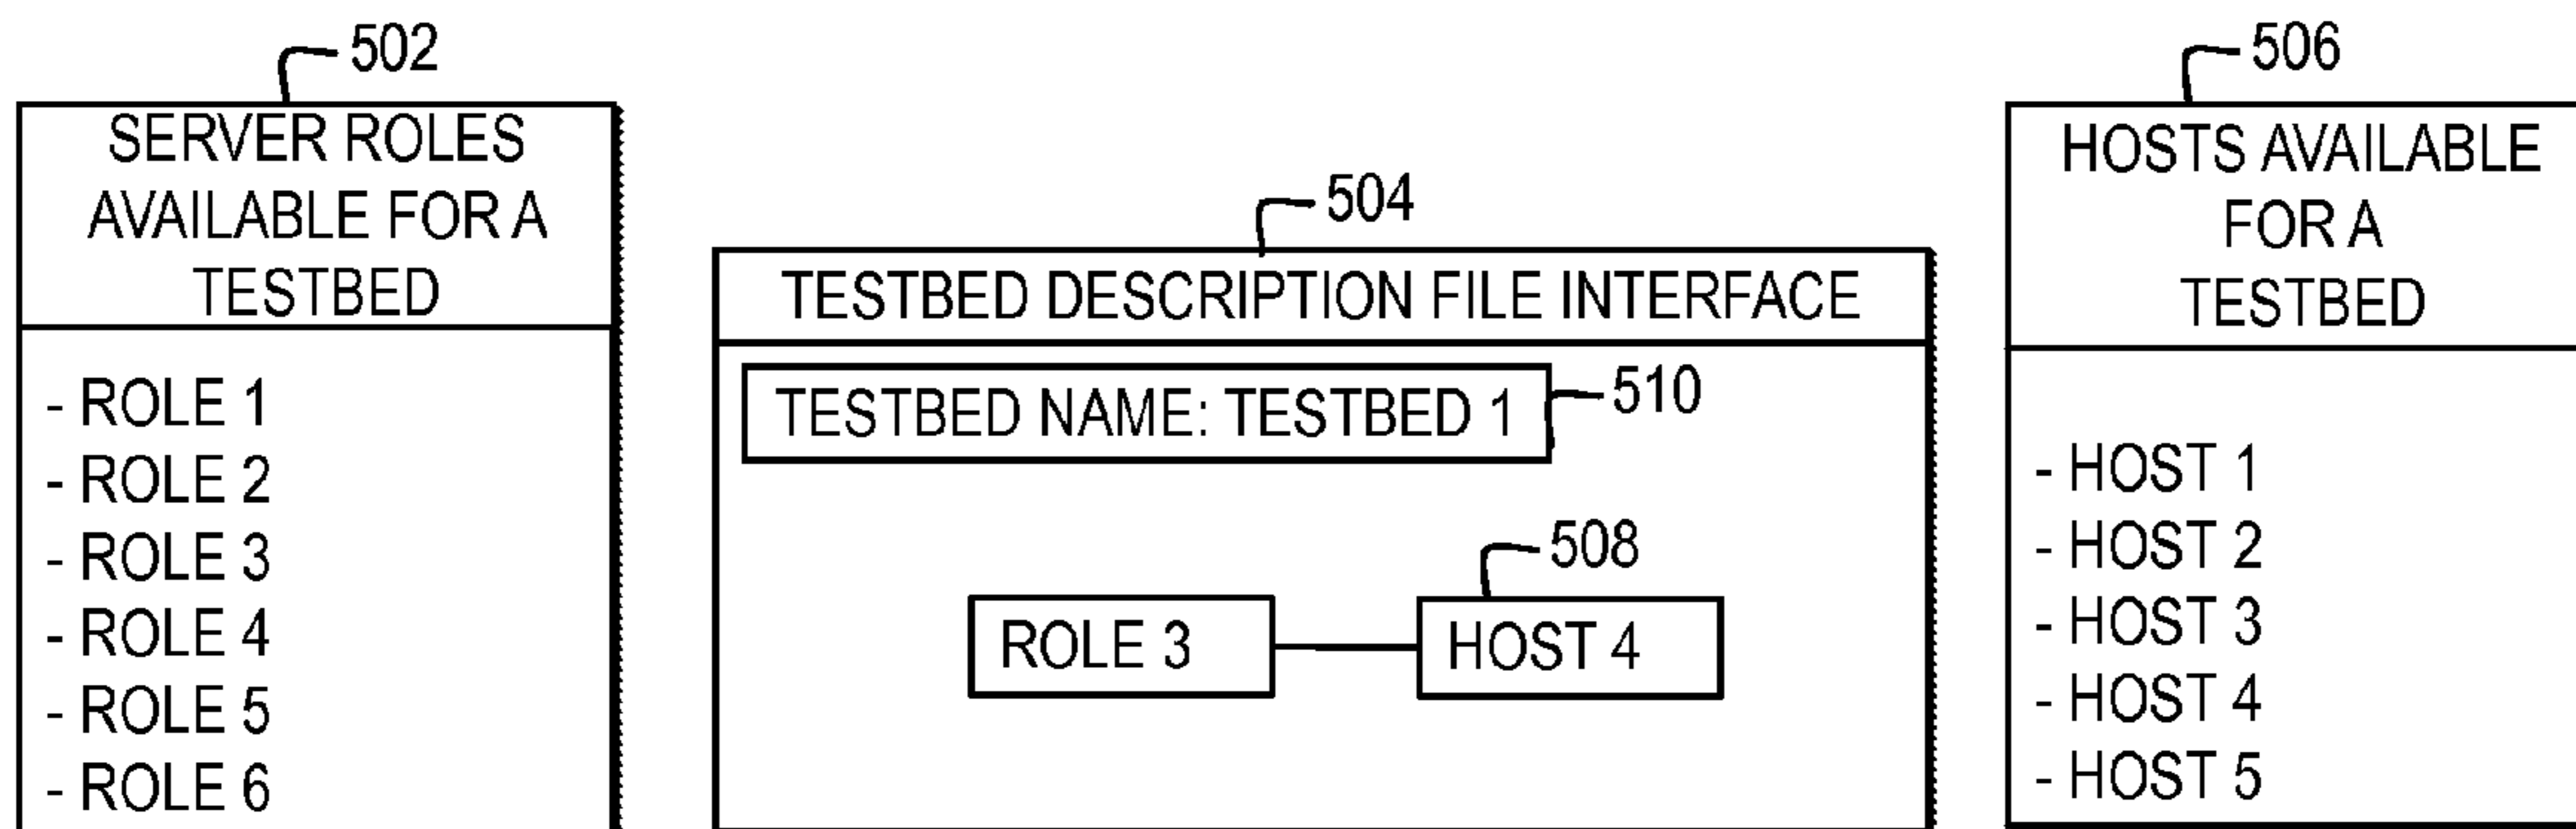 502
SERVER ROLES
AVAILABLE FOR A
TESTBED
- ROLE 1
- ROLE 2
- ROLE 3
- ROLE 4
- ROLE 5
- ROLE 6
504
TESTBED DESCRIPTION FILE INTERFACE
TESTBED NAME: TESTBED 1
510
508
ROLE 3
HOST 4
506
HOSTS AVAILABLE
FOR A
TESTBED
- HOST 1
- HOST 2
- HOST 3
- HOST 4
- HOST 5